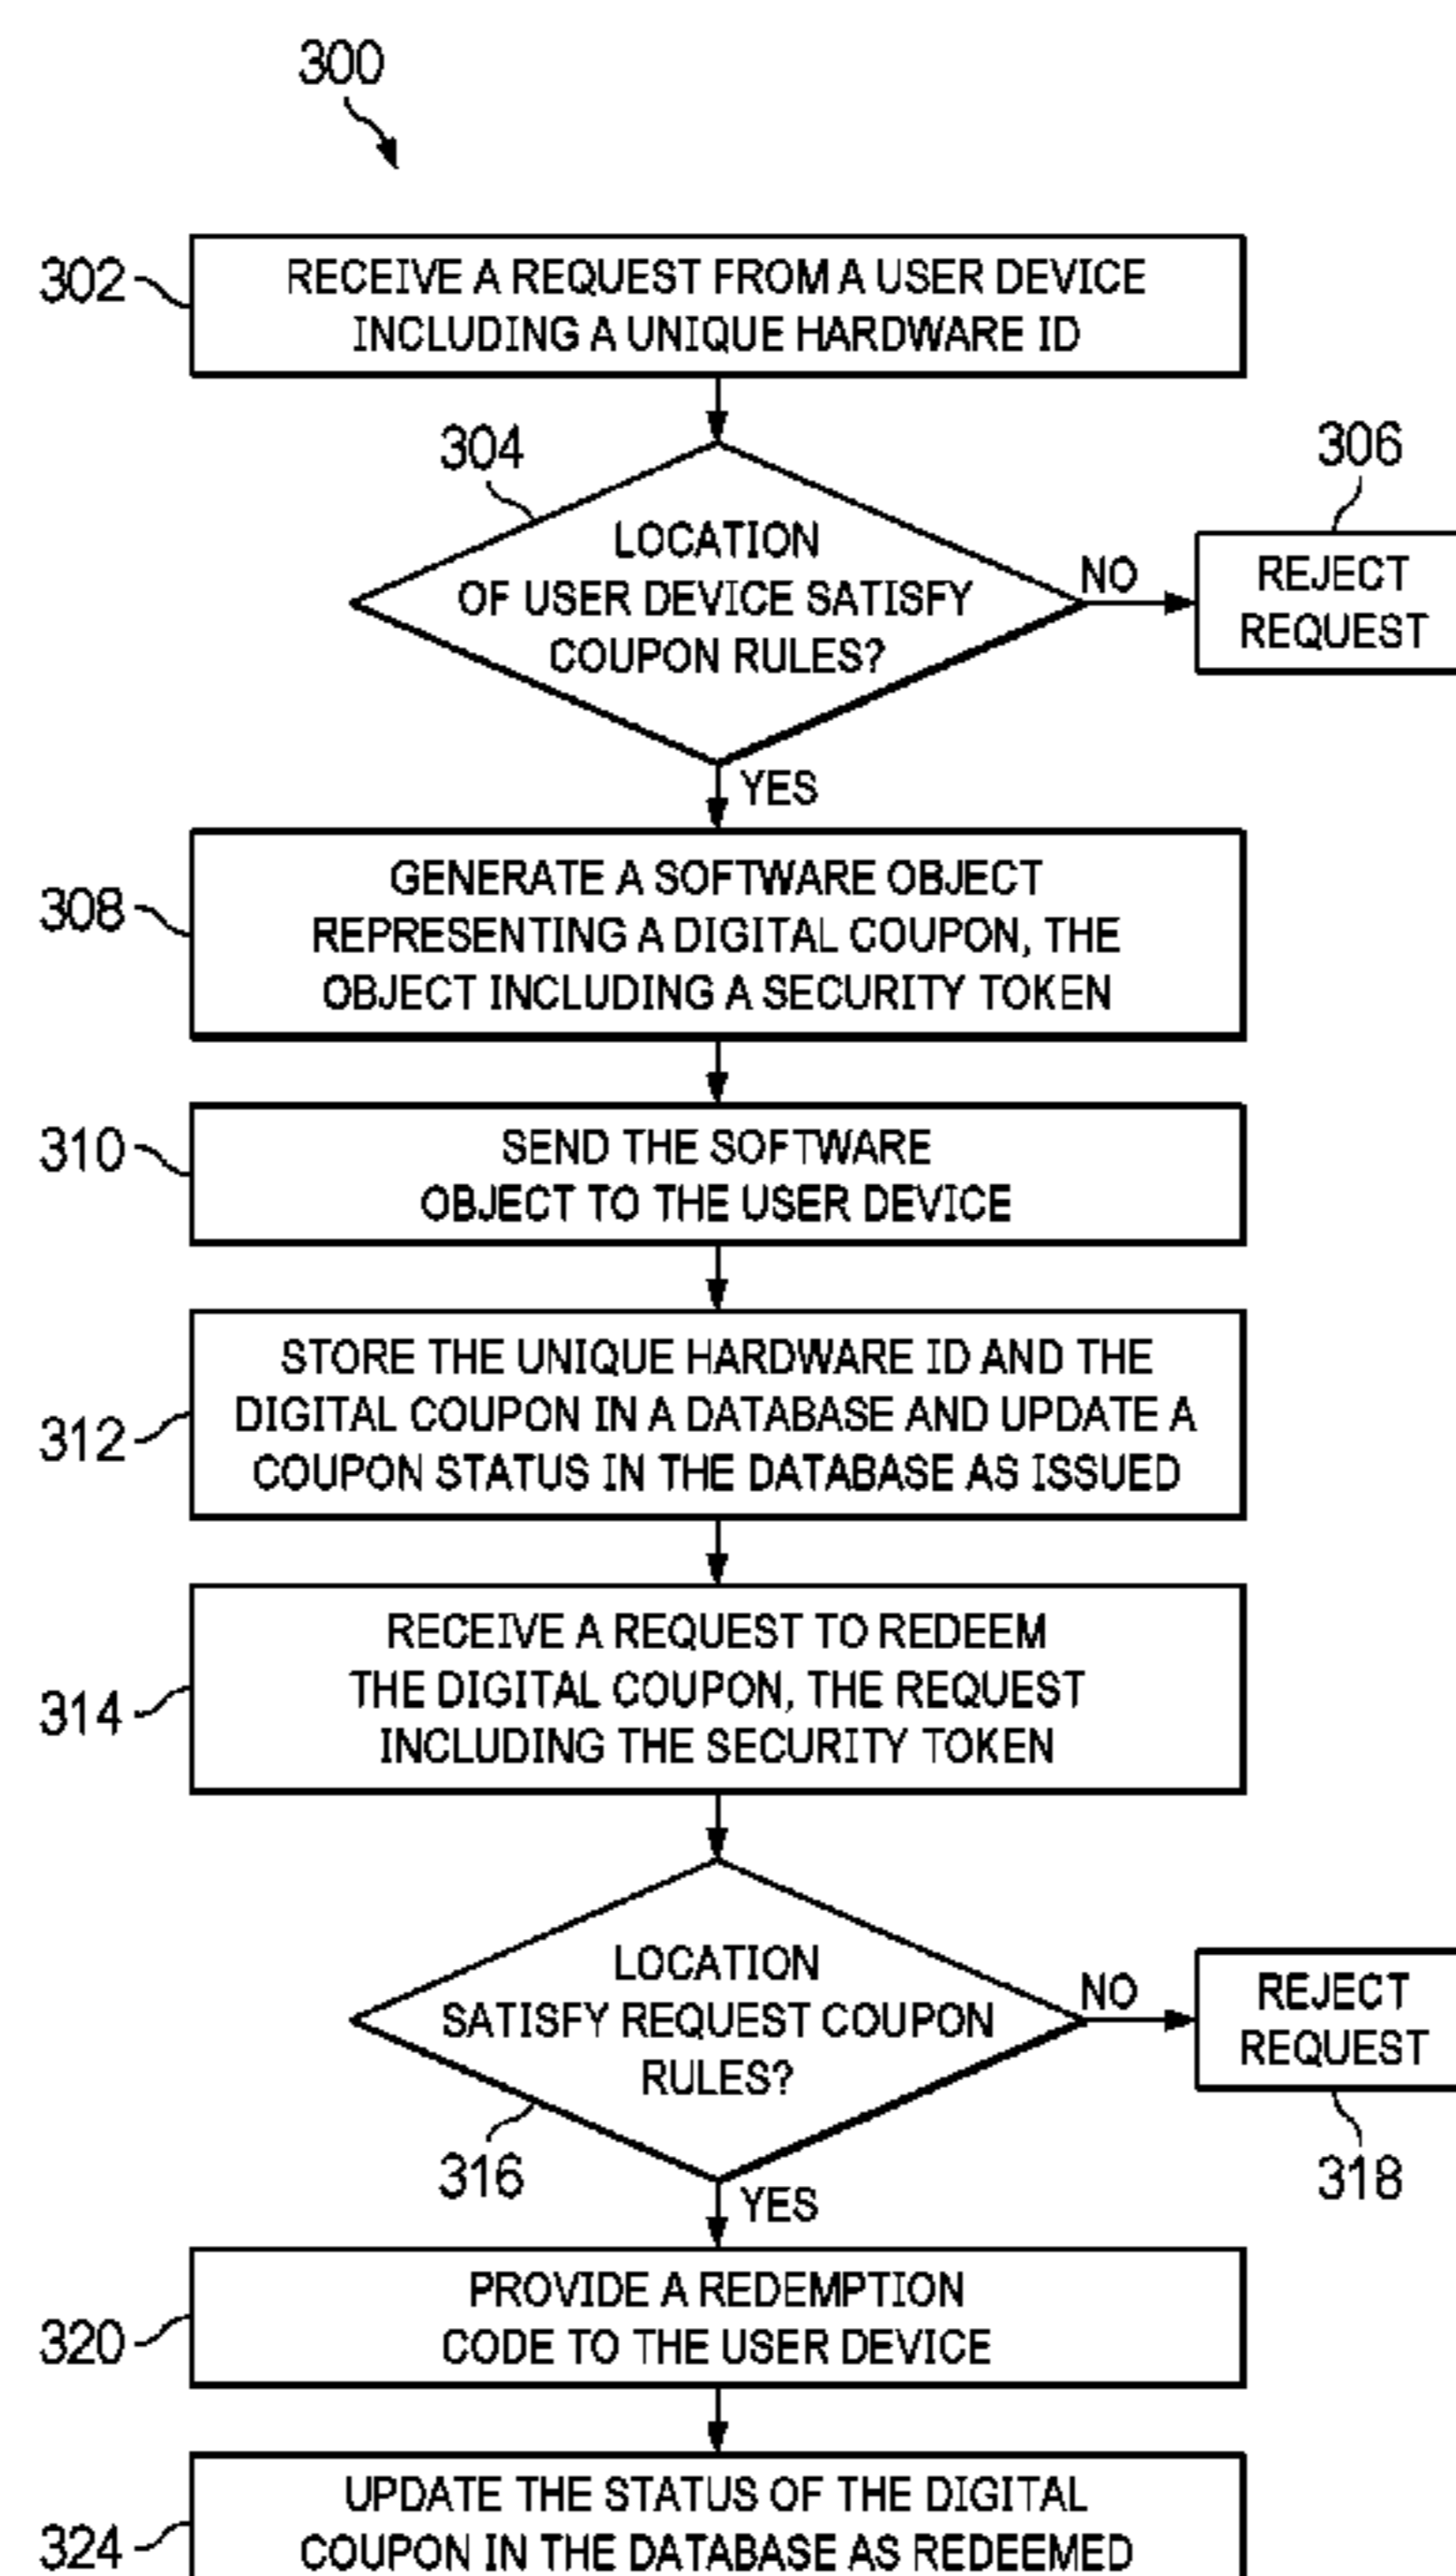 300
302
RECEIVE A REQUEST FROM A USER DEVICE
INCLUDING A UNIQUE HARDWARE ID
304
LOCATION
OF USER DEVICE SATISFY
COUPON RULES?
NO
306
REJECT
REQUEST
YES
308
GENERATE A SOFTWARE OBJECT
REPRESENTING A DIGITAL COUPON, THE
OBJECT INCLUDING A SECURITY TOKEN
310
SEND THE SOFTWARE
OBJECT TO THE USER DEVICE
312
STORE THE UNIQUE HARDWARE ID AND THE
DIGITAL COUPON IN A DATABASE AND UPDATE A
COUPON STATUS IN THE DATABASE AS ISSUED
314
RECEIVE A REQUEST TO REDEEM
THE DIGITAL COUPON, THE REQUEST
INCLUDING THE SECURITY TOKEN
LOCATION
SATISFY REQUEST COUPON
RULES?
316
NO
REJECT
REQUEST
318
YES
320
PROVIDE A REDEMPTION
CODE TO THE USER DEVICE
324
UPDATE THE STATUS OF THE DIGITAL
COUPON IN THE DATABASE AS REDEEMED